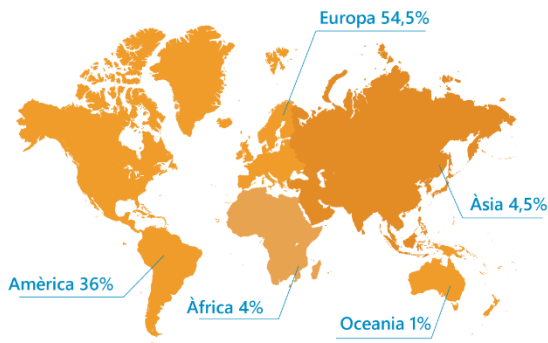 Europa 54,5%
Àsia 4,5%
Amèrica 36%
Àfrica 4%
Oceania 1%